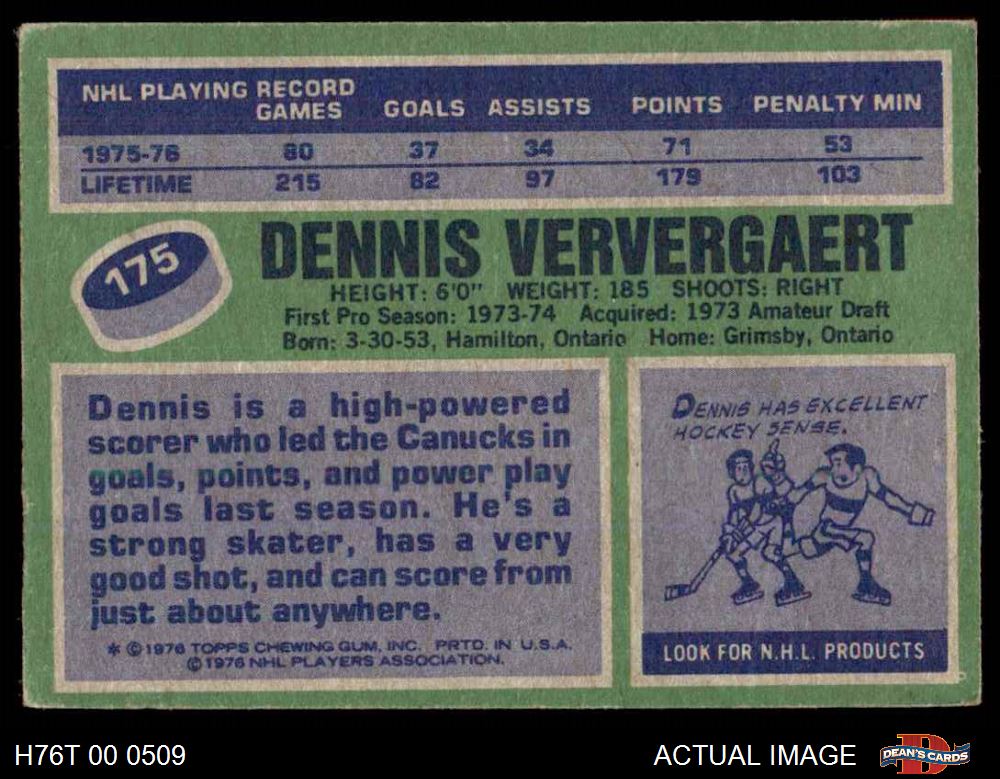 NHL PLAYING RECORD
GAMES GOALS ASSISTS POINTS PENALTY MIN
1975-76 80 37 34 71 53
LIFETIME 215 82 97 179 103
175
DENNIS VERVERGAERT
HEIGHT: 6'0" WEIGHT: 185 SHOOTS: RIGHT
First Pro Season: 1973-74 Acquired: 1973 Amateur Draft
Born: 3-30-53, Hamilton, Ontario Home: Grimsby, Ontario
Dennis is a high-powered
scorer who led the Canucks in
goals, points, and power play
goals last season. He's a
strong skater, has a very
good shot, and can score from
just about anywhere.
* © 1976 TOPPS CHEWING GUM, INC. PRTD. IN U.S.A.
© 1976 NHL PLAYERS ASSOCIATION.
DENNIS HAS EXCELLENT
HOCKEY SENSE.
LOOK FOR N.H.L. PRODUCTS
H76T 00 0509
ACTUAL IMAGE
DEAN'S CARDS